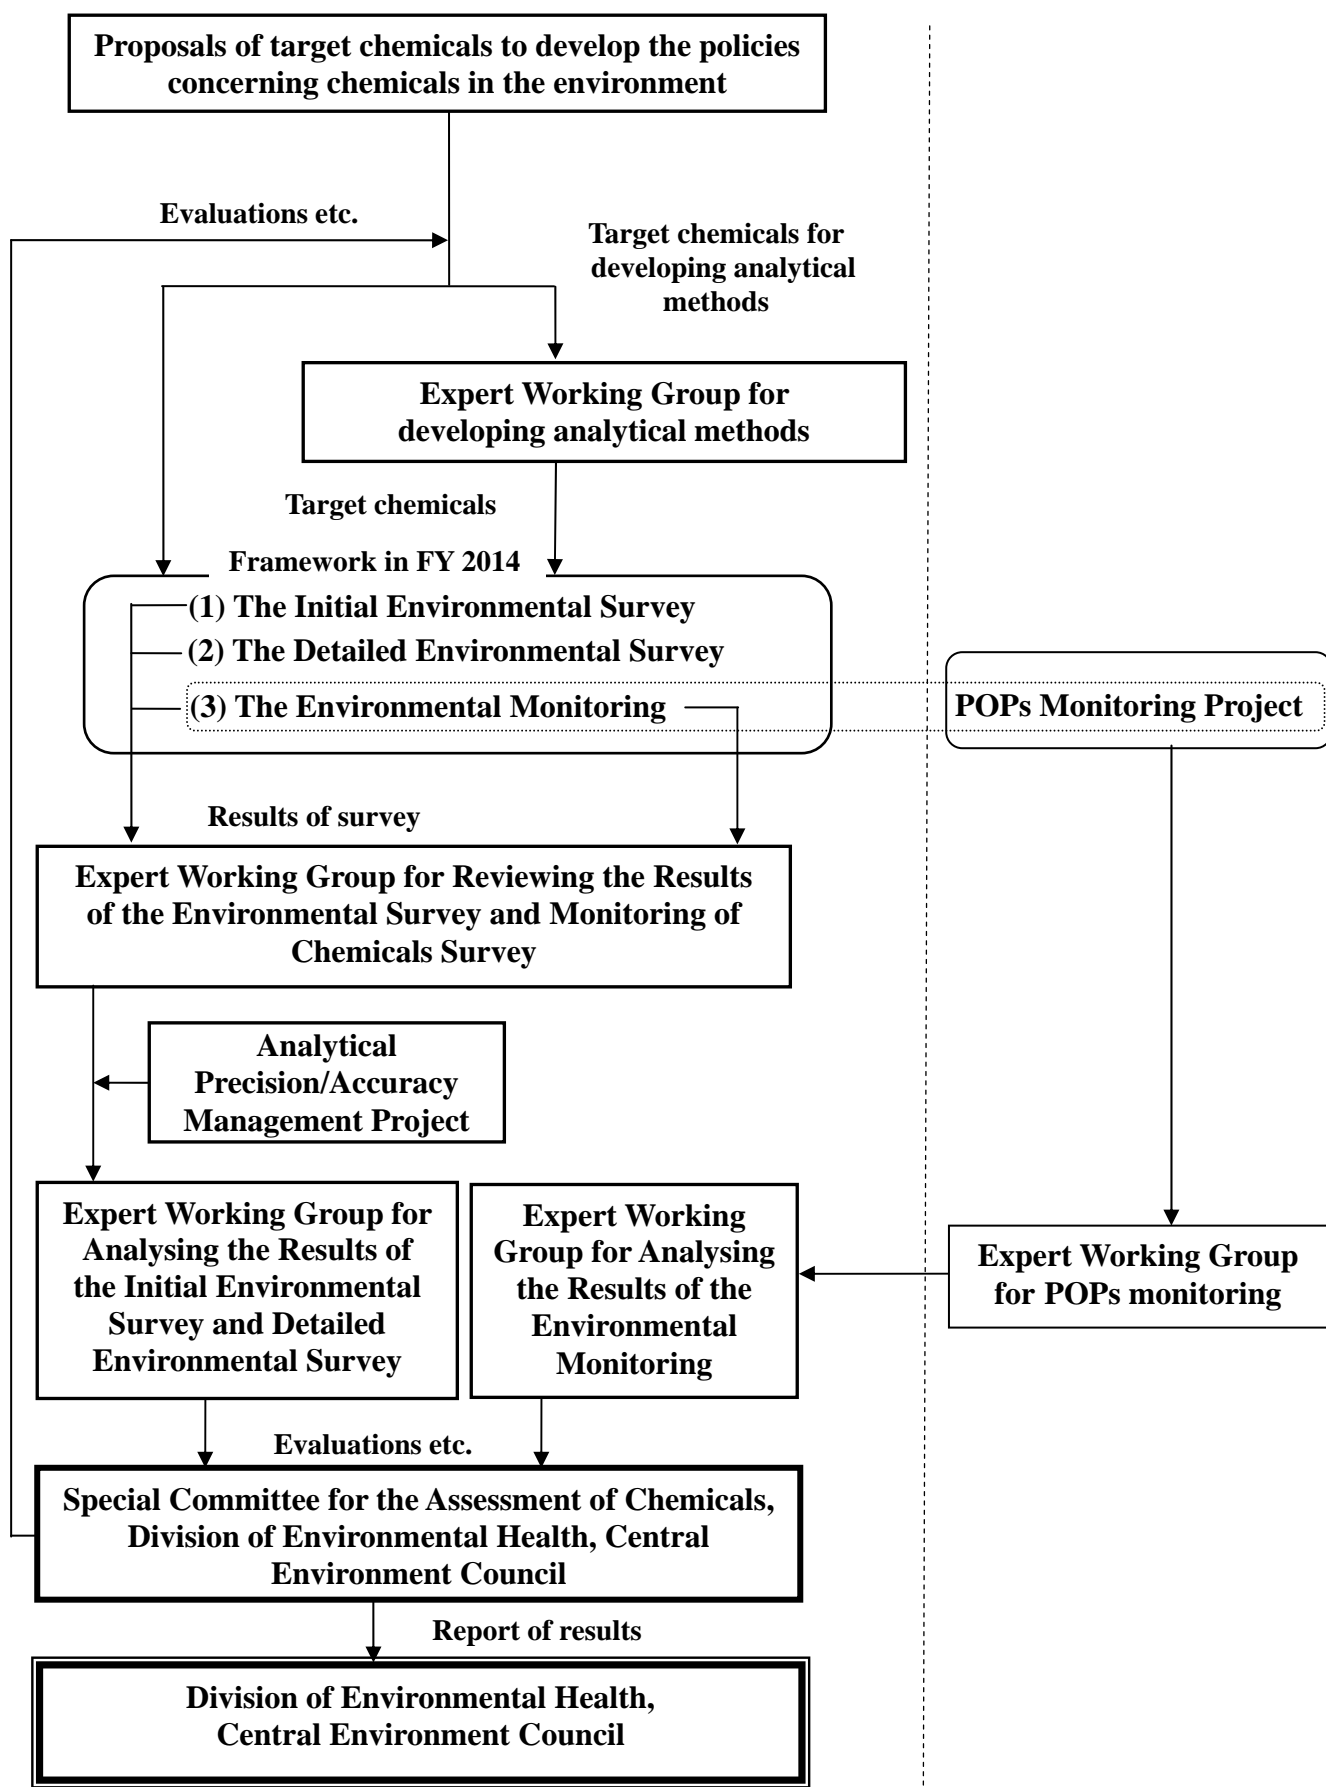 Proposals of target chemicals to develop the policies
concerning chemicals in the environment
Evaluations etc.
Target chemicals for
developing analytical
methods
Expert Working Group for
developing analytical methods
Target chemicals
Framework in FY 2014
(1) The Initial Environmental Survey
(2) The Detailed Environmental Survey
(3) The Environmental Monitoring
POPs Monitoring Project
Results of survey
Expert Working Group for Reviewing the Results
of the Environmental Survey and Monitoring of
Chemicals Survey
Analytical
Precision/Accuracy
Management Project
Expert Working Group for
Analysing the Results of
the Initial Environmental
Survey and Detailed
Environmental Survey
Expert Working
Group for Analysing
the Results of the
Environmental
Monitoring
Expert Working Group
for POPs monitoring
Evaluations etc.
Special Committee for the Assessment of Chemicals,
Division of Environmental Health, Central
Environment Council
Report of results
Division of Environmental Health,
Central Environment Council